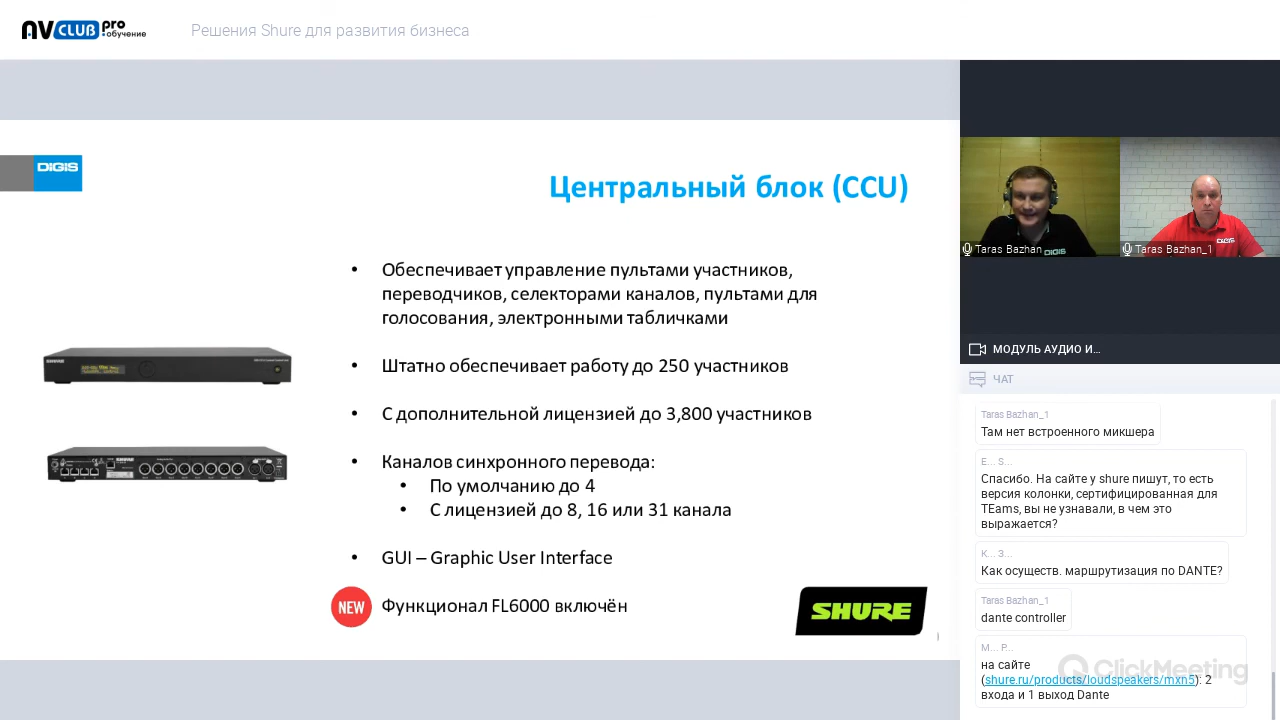 AVCLUB pro
•обучение
Решения Shure для развития бизнеса
DIGIS
Центральный блок (CCU)
• Обеспечивает управление пультами участников,
переводчиков, селекторами каналов, пультами для
голосования, электронными табличками
• Штатно обеспечивает работу до 250 участников
• С дополнительной лицензией до 3,800 участников
• Каналов синхронного перевода:
• По умолчанию до 4
• С лицензией до 8, 16 или 31 канала
• GUI – Graphic User Interface
NEW Функционал FL6000 включён
SHURE
DIGIS
DIGIS
Taras Bazhan
Taras Bazhan_1
МОДУЛЬ АУДИО И...
ЧАТ
Taras Bazhan_1
Там нет встроенного микшера
E... S...
Спасибо. На сайте у shure пишут, то есть
версия колонки, сертифицированная для
TEams, вы не узнавали, в чем это
выражается?
К... З...
Как осуществ. маршрутизация по DANTE?
Taras Bazhan_1
dante controller
М... Р...
на сайте
(shure.ru/products/loudspeakers/mxn5): 2
входа и 1 выход Dante
ClickMeeting